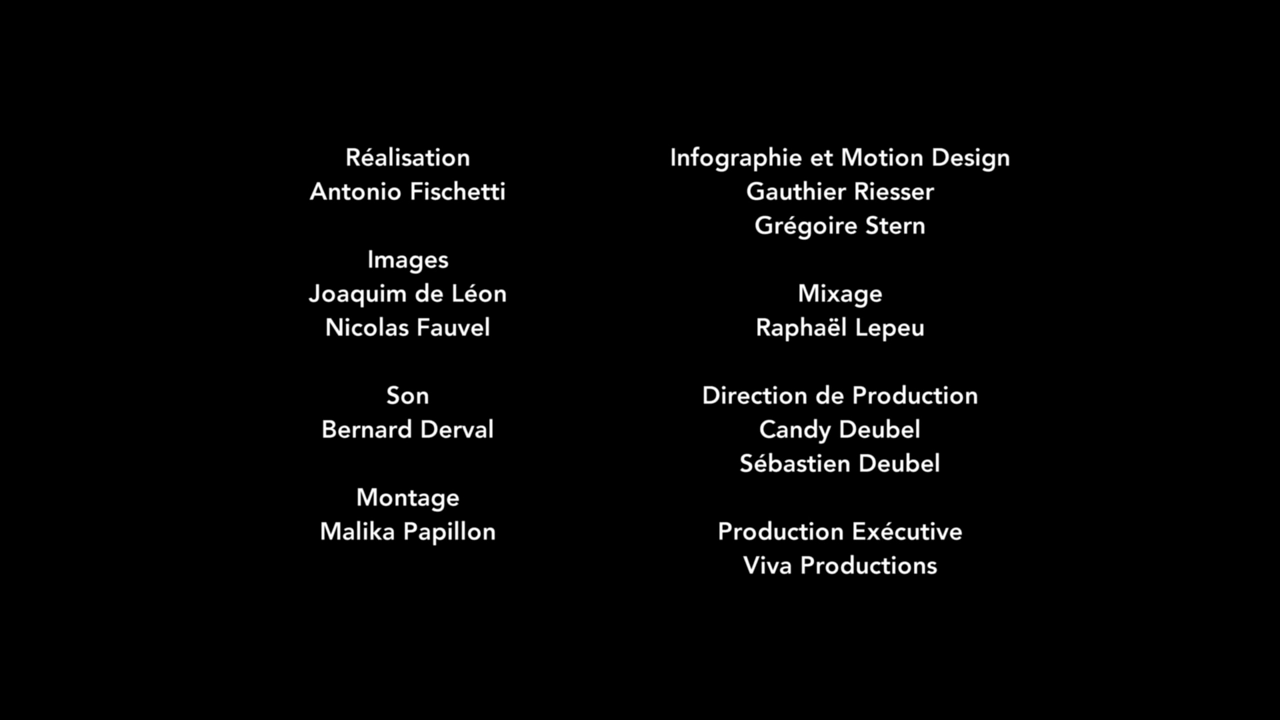 Réalisation
Antonio Fischetti
Images
Joaquim de Léon
Nicolas Fauvel
Son
Bernard Derval
Montage
Malika Papillon
Infographie et Motion Design
Gauthier Riesser
Grégoire Stern
Mixage
Raphaël Lepeu
Direction de Production
Candy Deubel
Sébastien Deubel
Production Exécutive
Viva Productions